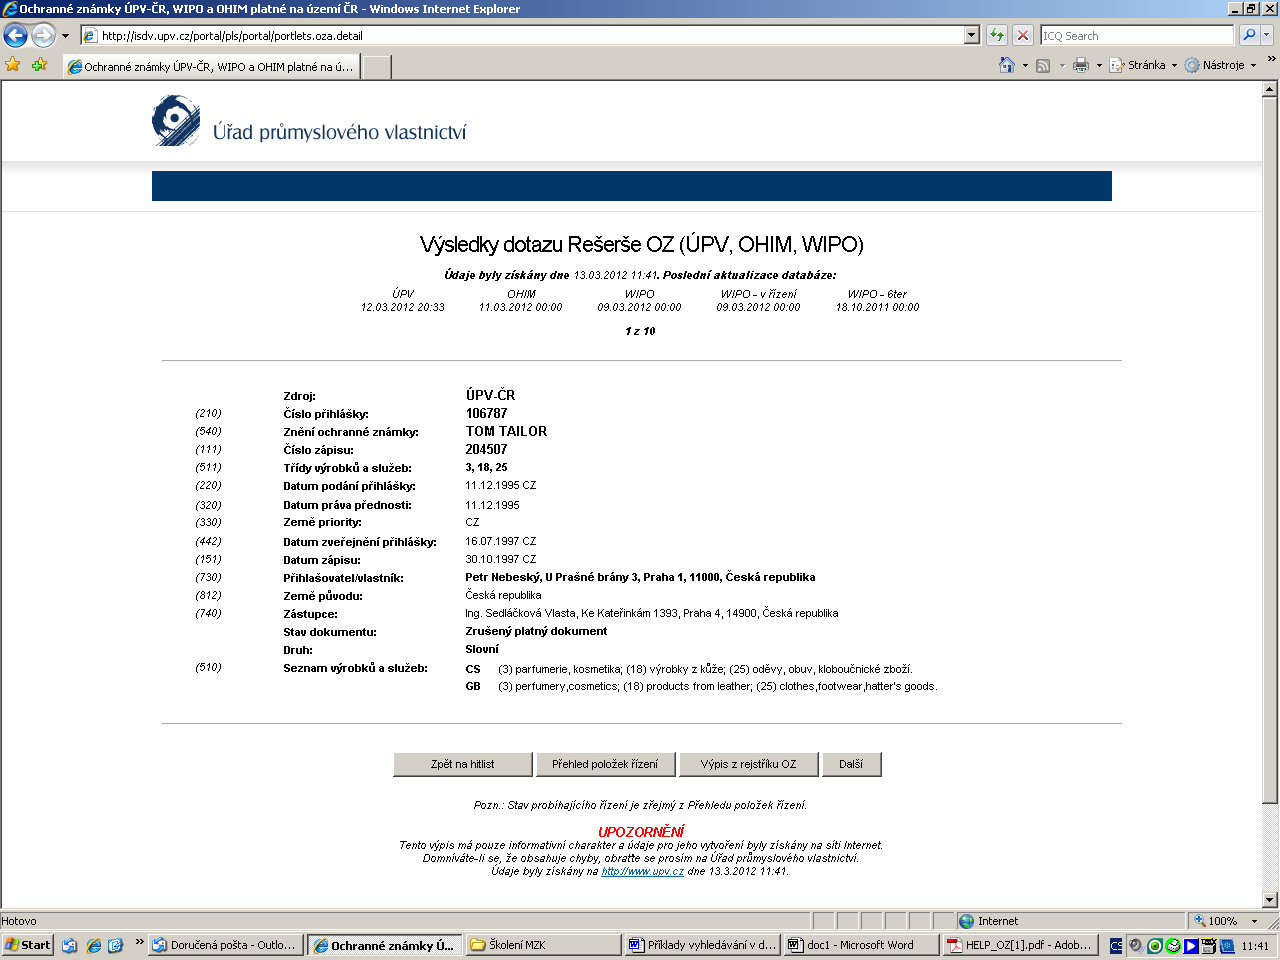 Ochranné známky ÚPV-ČR, WIPO a OHIM platné na území ČR - Windows Internet Explorer
http://isdv.upv.cz/portal/pls/portal/portlets.oza.detail
ICQ Search
Ochranné známky ÚPV-ČR, WIPO a OHIM platné na ú...
Stránka
Nástroje
Úřad průmyslového vlastnictví
Výsledky dotazu Rešerše OZ (ÚPV, OHIM, WIPO)
Údaje byly získány dne 13.03.2012 11:41. Poslední aktualizace databáze:
ÚPV OHIM WIPO WIPO - v řízení WIPO - 6ter
12.03.2012 20:33 11.03.2012 00:00 09.03.2012 00:00 09.03.2012 00:00 18.10.2011 00:00
1 z 10
Zdroj: ÚPV-ČR
(210) Číslo přihlášky: 106787
(540) Znění ochranné známky: TOM TAILOR
(111) Číslo zápisu: 204507
(511) Třídy výrobků a služeb: 3, 18, 25
(220) Datum podání přihlášky: 11.12.1995 CZ
(320) Datum práva přednosti: 11.12.1995
(330) Země priority: CZ
(442) Datum zveřejnění přihlášky: 16.07.1997 CZ
(151) Datum zápisu: 30.10.1997 CZ
(730) Přihlašovatel/vlastník: Petr Nebeský, U Prašné brány 3, Praha 1, 11000, Česká republika
(812) Země původu: Česká republika
(740) Zástupce: Ing. Sedláčková Vlasta, Ke Kateřinkám 1393, Praha 4, 14900, Česká republika
Stav dokumentu: Zrušený platný dokument
Druh: Slovní
(510) Seznam výrobků a služeb: CS (3) parfumerie, kosmetika; (18) výrobky z kůže; (25) oděvy, obuv, kloboučnické zboží.
GB (3) perfumery,cosmetics; (18) products from leather; (25) clothes,footwear,hatter's goods.
Zpět na hitlist Přehled položek řízení Výpis z rejstříku OZ Další
Pozn.: Stav probíhajícího řízení je zřejmý z Přehledu položek řízení.
UPOZORNĚNÍ
Tento výpis má pouze informativní charakter a údaje pro jeho vytvoření byly získány na síti Internet.
Domníváte-li se, že obsahuje chyby, obraťte se prosím na Úřad průmyslového vlastnictví.
Údaje byly získány na http://www.upv.cz dne 13.3.2012 11:41.
Hotovo Internet 100%
Start Doručená pošta - Outlo... Ochranné známky Ú... Školení MZK Příklady vyhledávání v d... doc1 - Microsoft Word HELP_OZ[1].pdf - Adob... CS 11:41